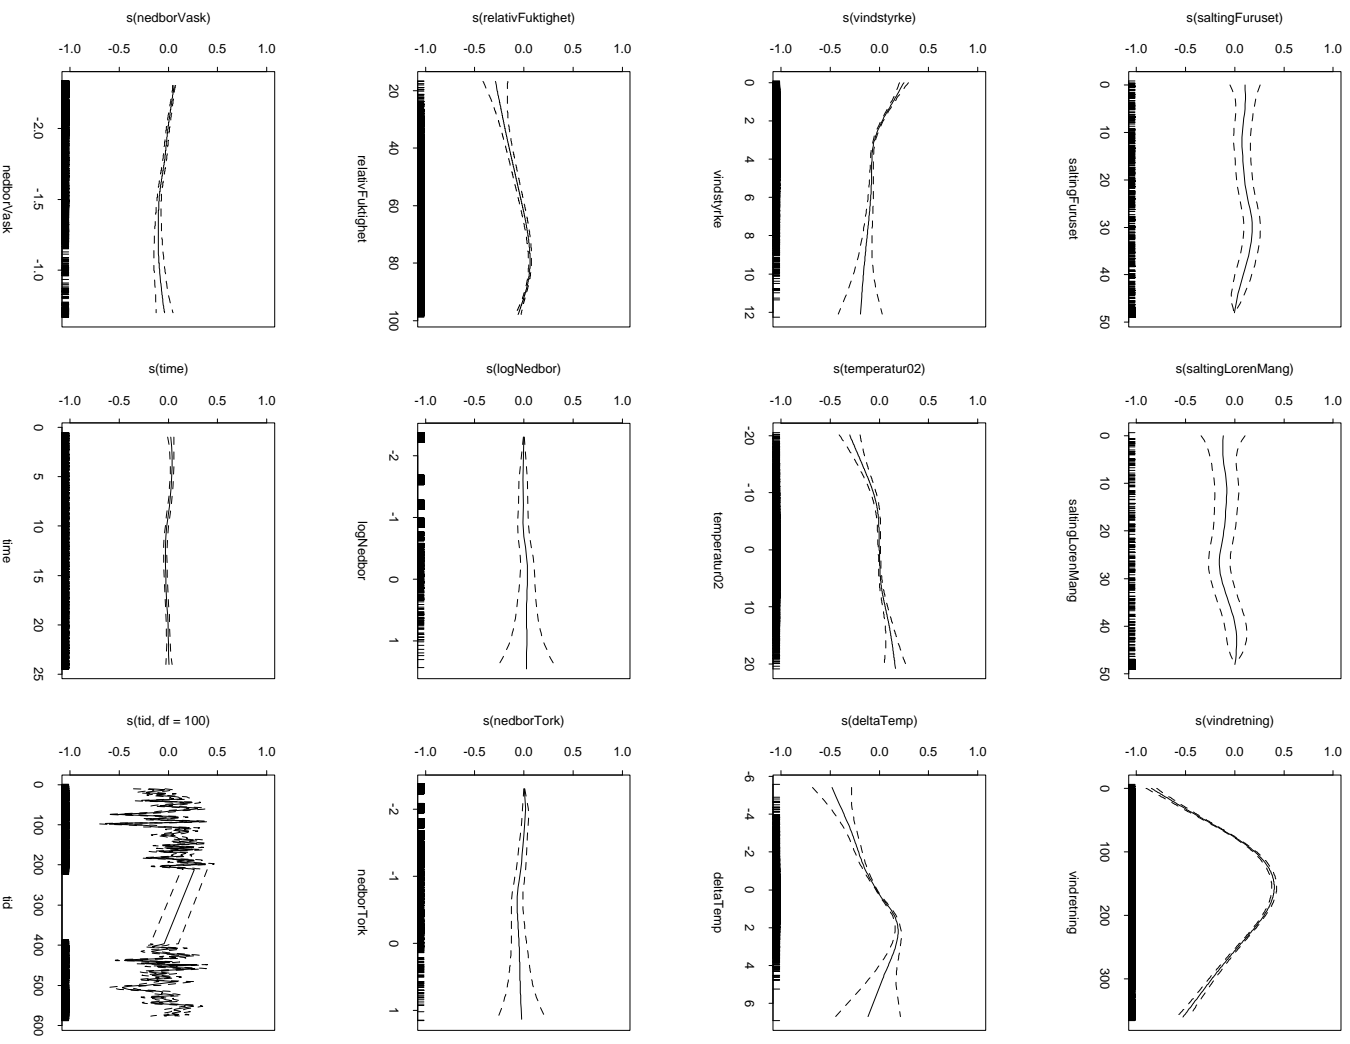 s(nedborVask)
-1.0 -0.5 0.0 0.5 1.0
-2.0 -1.5 -1.0
nedborVask
s(relativFuktighet)
-1.0 -0.5 0.0 0.5 1.0
20 40 60 80 100
relativFuktighet
s(vindstyrke)
-1.0 -0.5 0.0 0.5 1.0
0 2 4 6 8 10 12
vindstyrke
s(saltingFuruset)
-1.0 -0.5 0.0 0.5 1.0
0 10 20 30 40 50
saltingFuruset
s(time)
-1.0 -0.5 0.0 0.5 1.0
0 5 10 15 20 25
time
s(logNedbor)
-1.0 -0.5 0.0 0.5 1.0
-2 -1 0 1
logNedbor
s(temperatur02)
-1.0 -0.5 0.0 0.5 1.0
-20 -10 0 10 20
temperatur02
s(saltingLorenMang)
-1.0 -0.5 0.0 0.5 1.0
0 10 20 30 40 50
saltingLorenMang
s(tid, df = 100)
-1.0 -0.5 0.0 0.5 1.0
0 100 200 300 400 500 600
tid
s(nedborTork)
-1.0 -0.5 0.0 0.5 1.0
-2 -1 0 1
nedborTork
s(deltaTemp)
-1.0 -0.5 0.0 0.5 1.0
-6 -4 -2 0 2 4 6
deltaTemp
s(vindretning)
-1.0 -0.5 0.0 0.5 1.0
0 100 200 300
vindretning